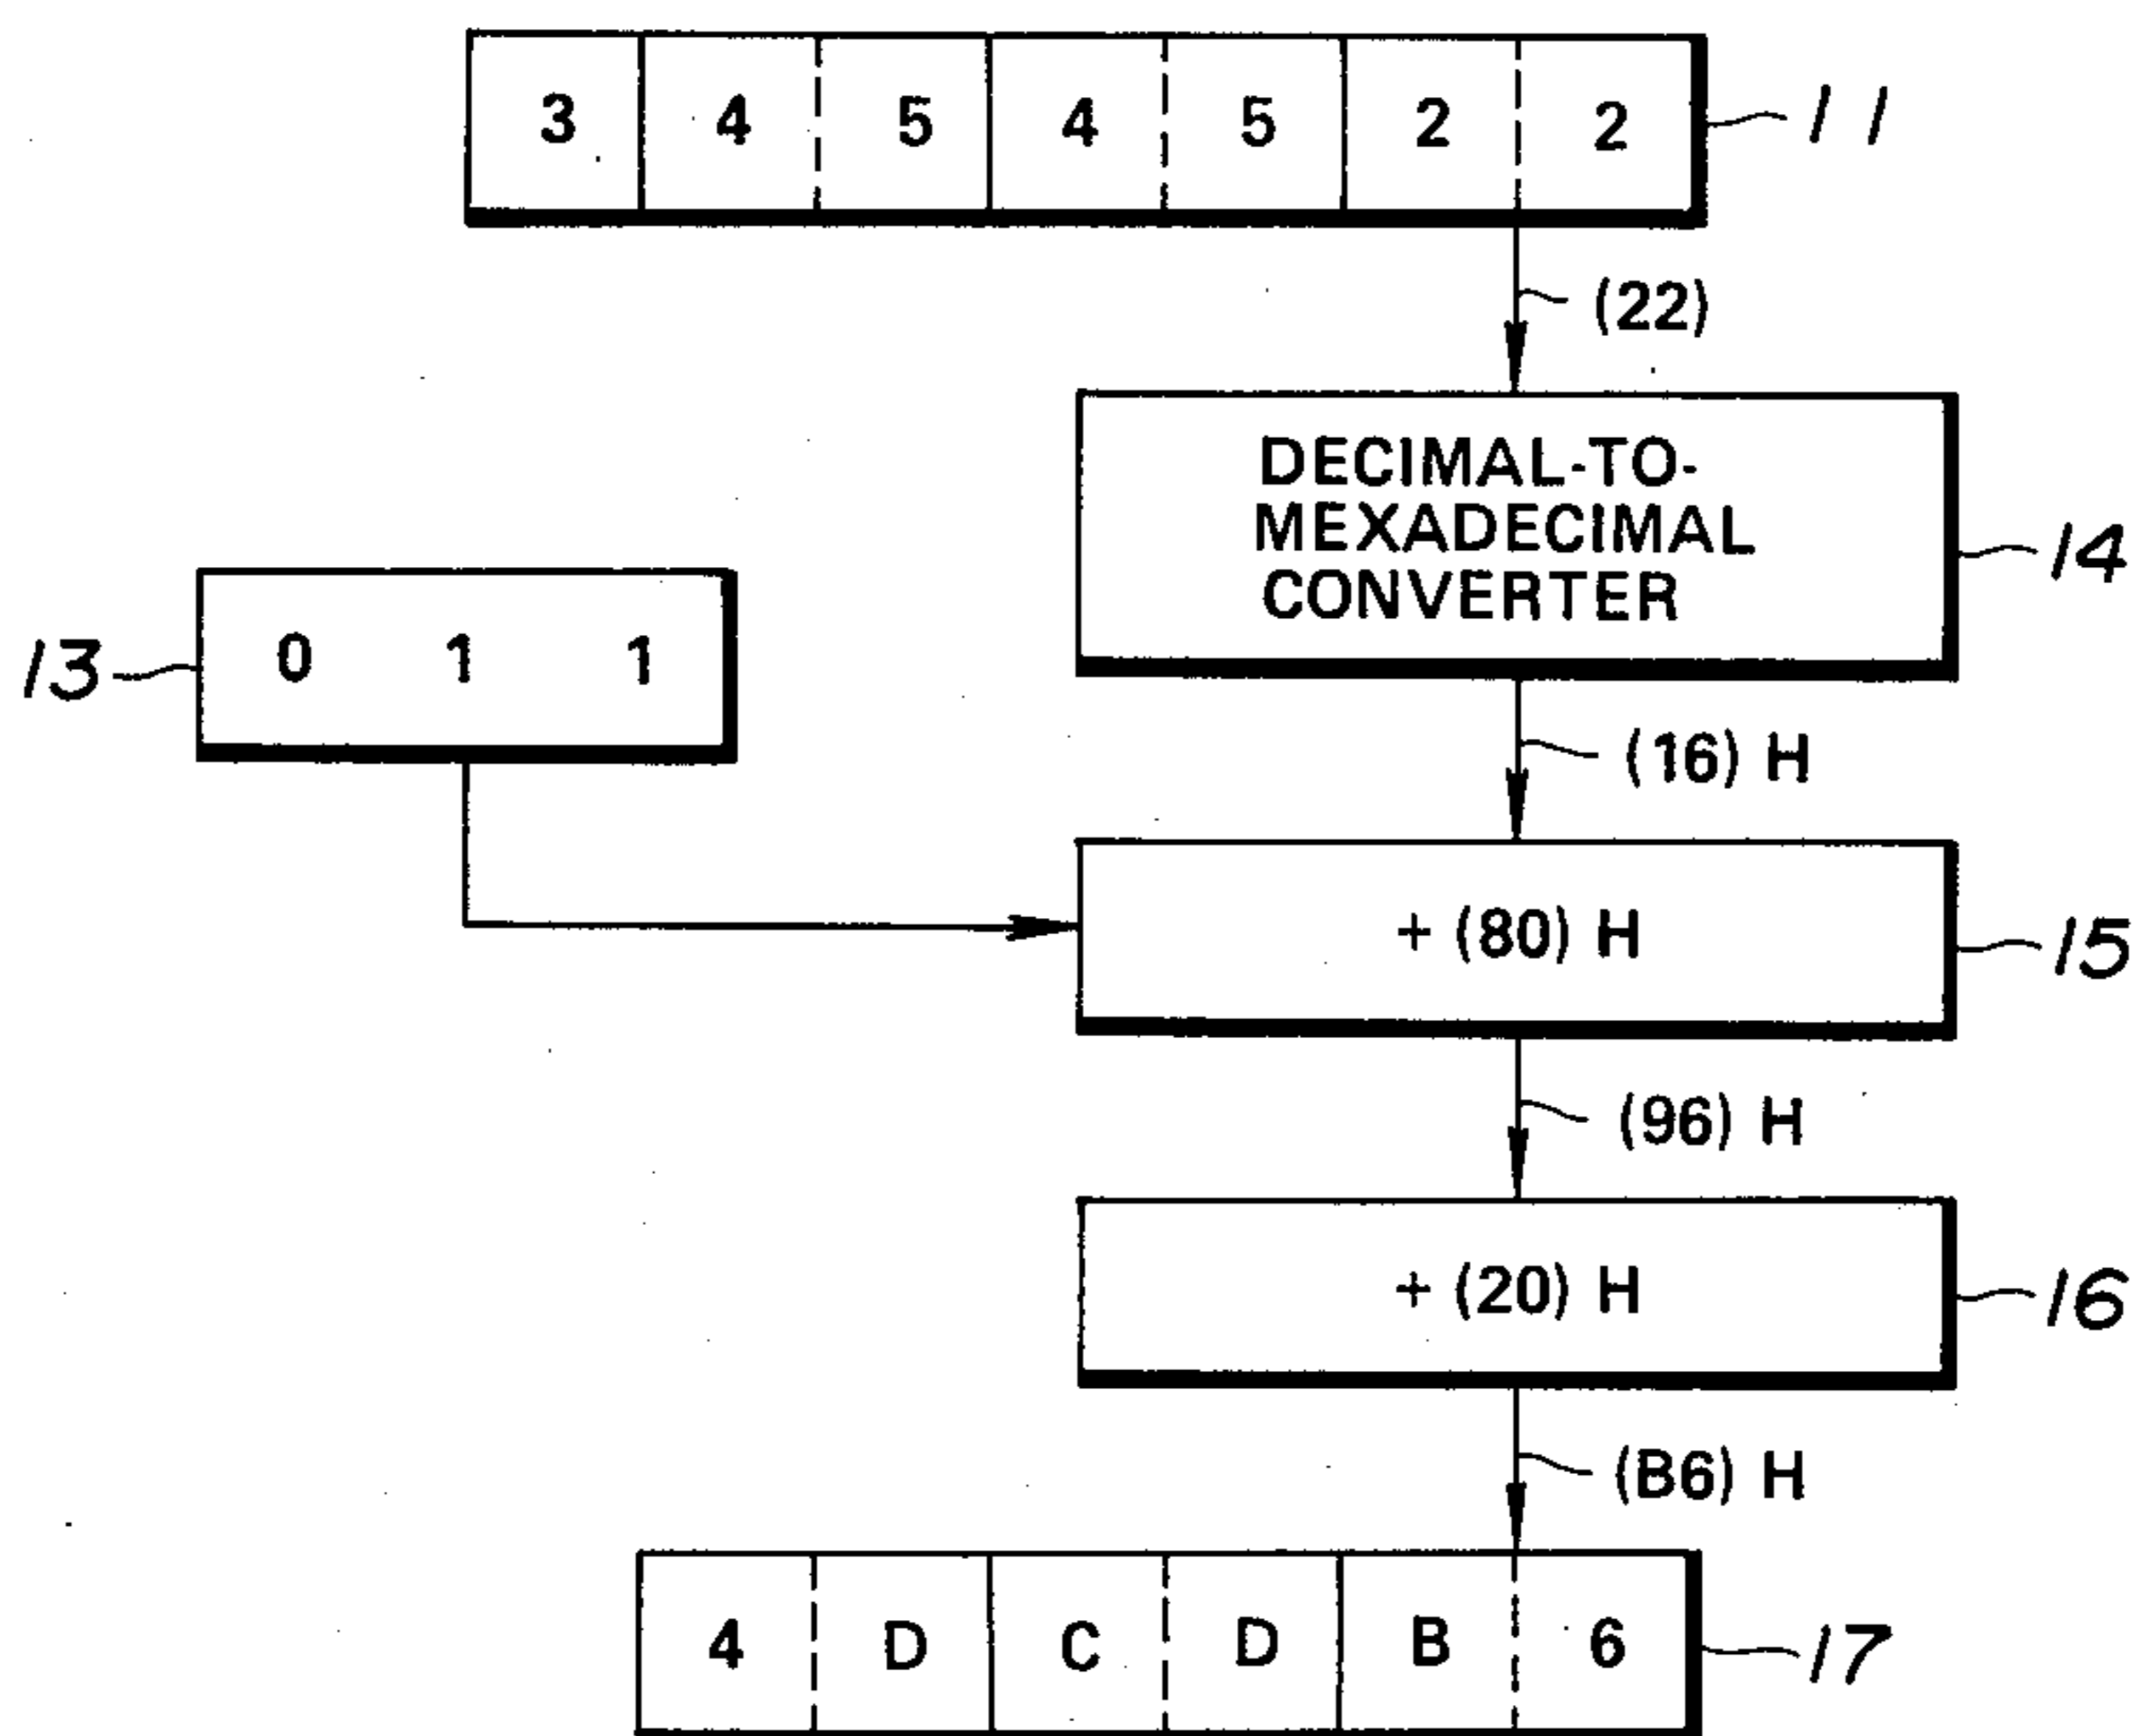 3 4 5 4 5 2 2
11
(22)
DECIMAL-TO-
MEXADECIMAL
CONVERTER
14
13
0 1 1
(16) H
+ (80) H
15
(96) H
+ (20) H
16
(B6) H
4 D C D B 6
17